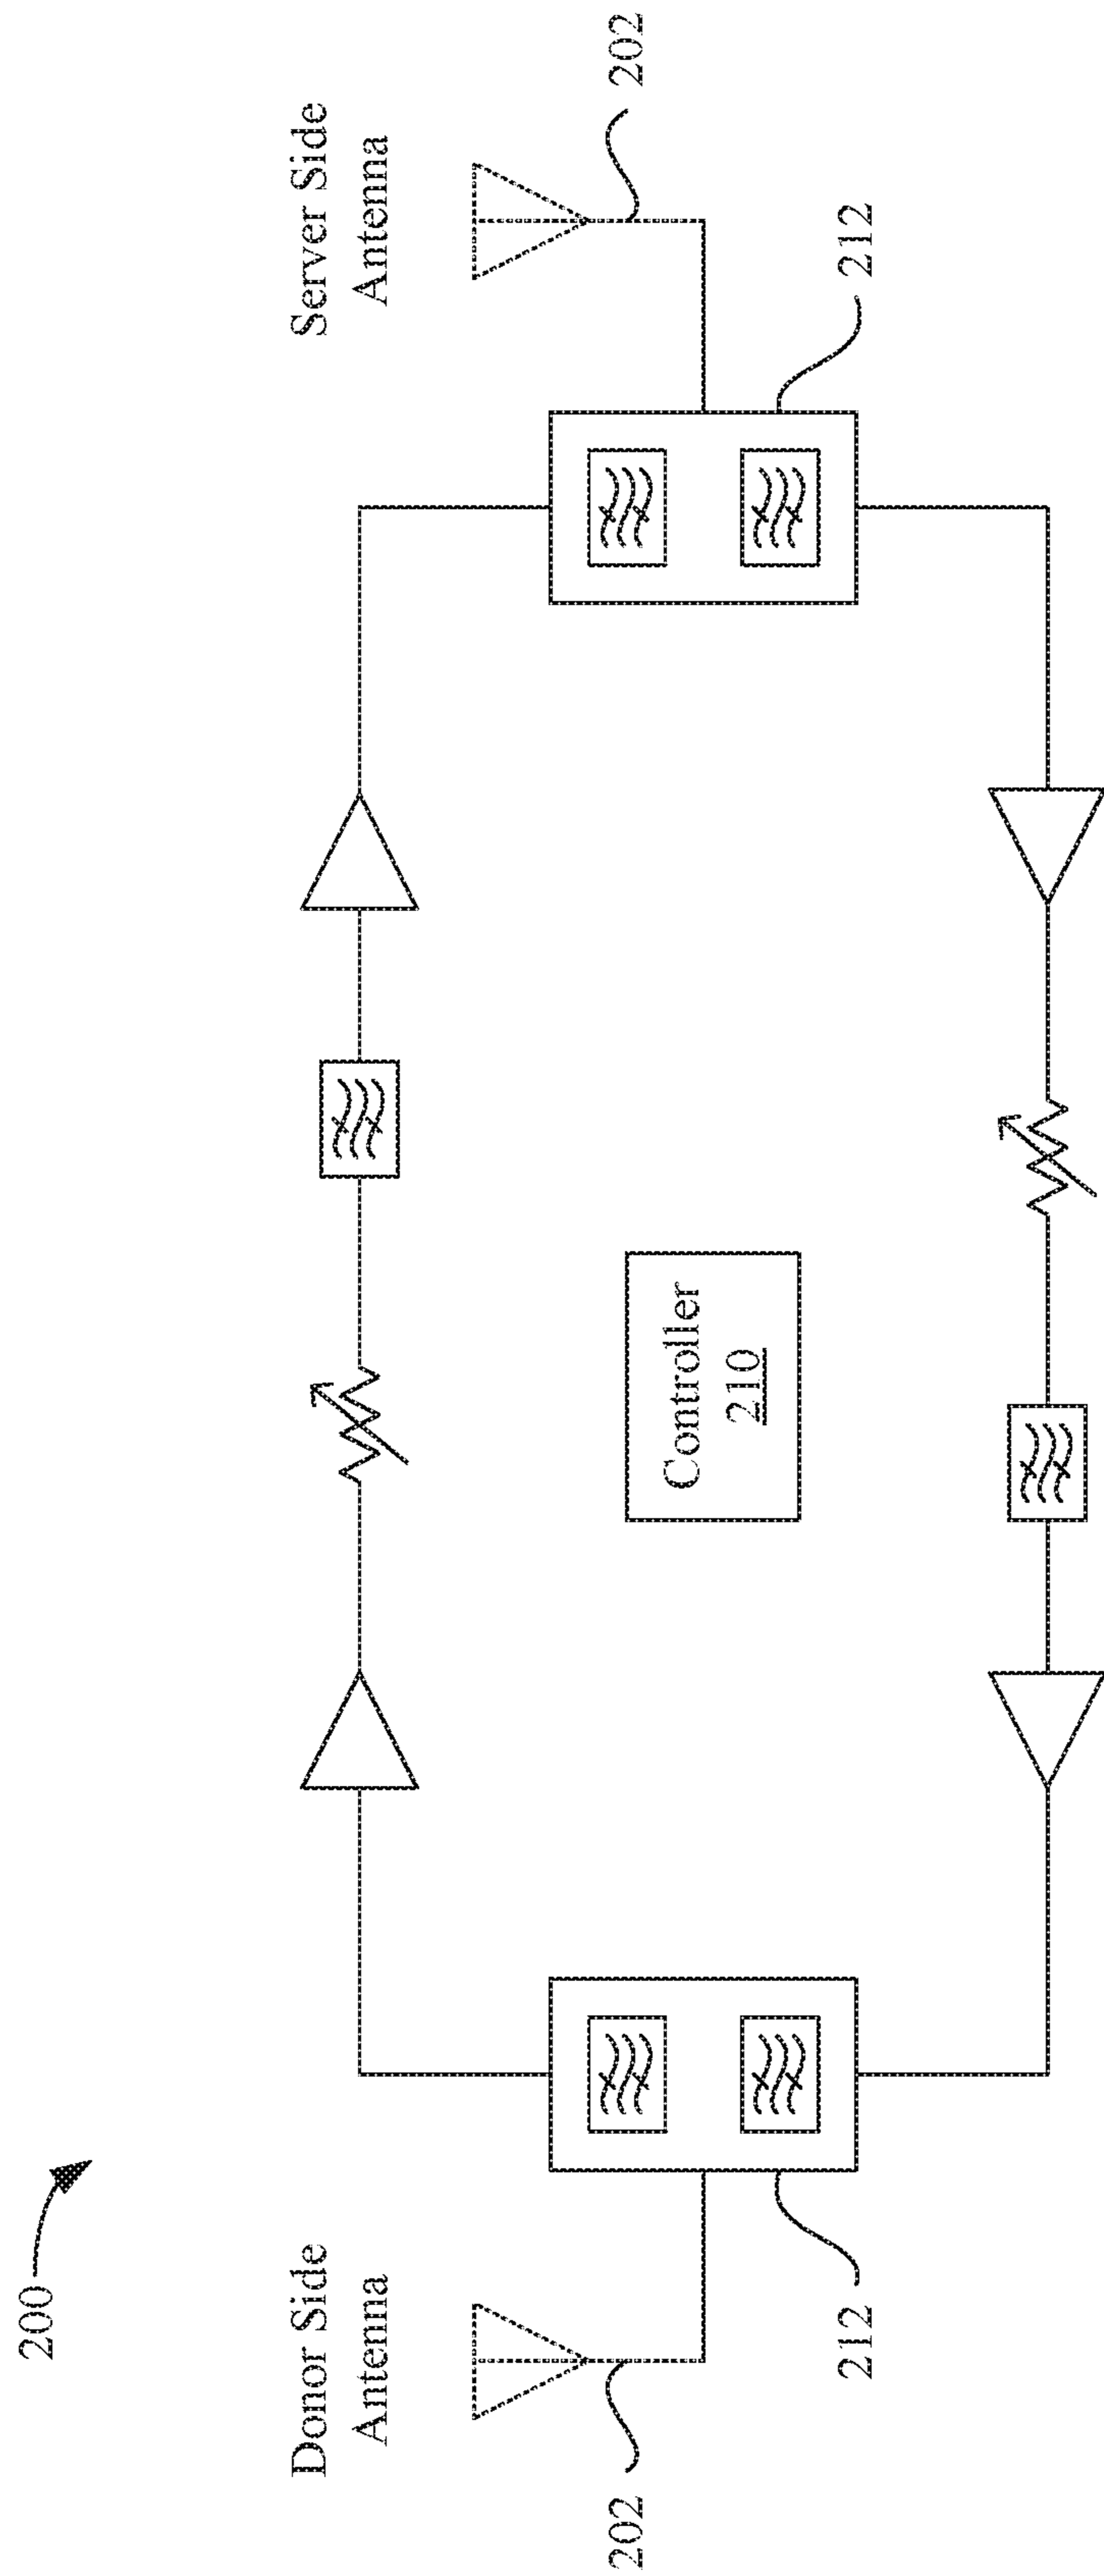 200
Donor Side
Antenna
Server Side
Antenna
202
202
Controller
210
212
212